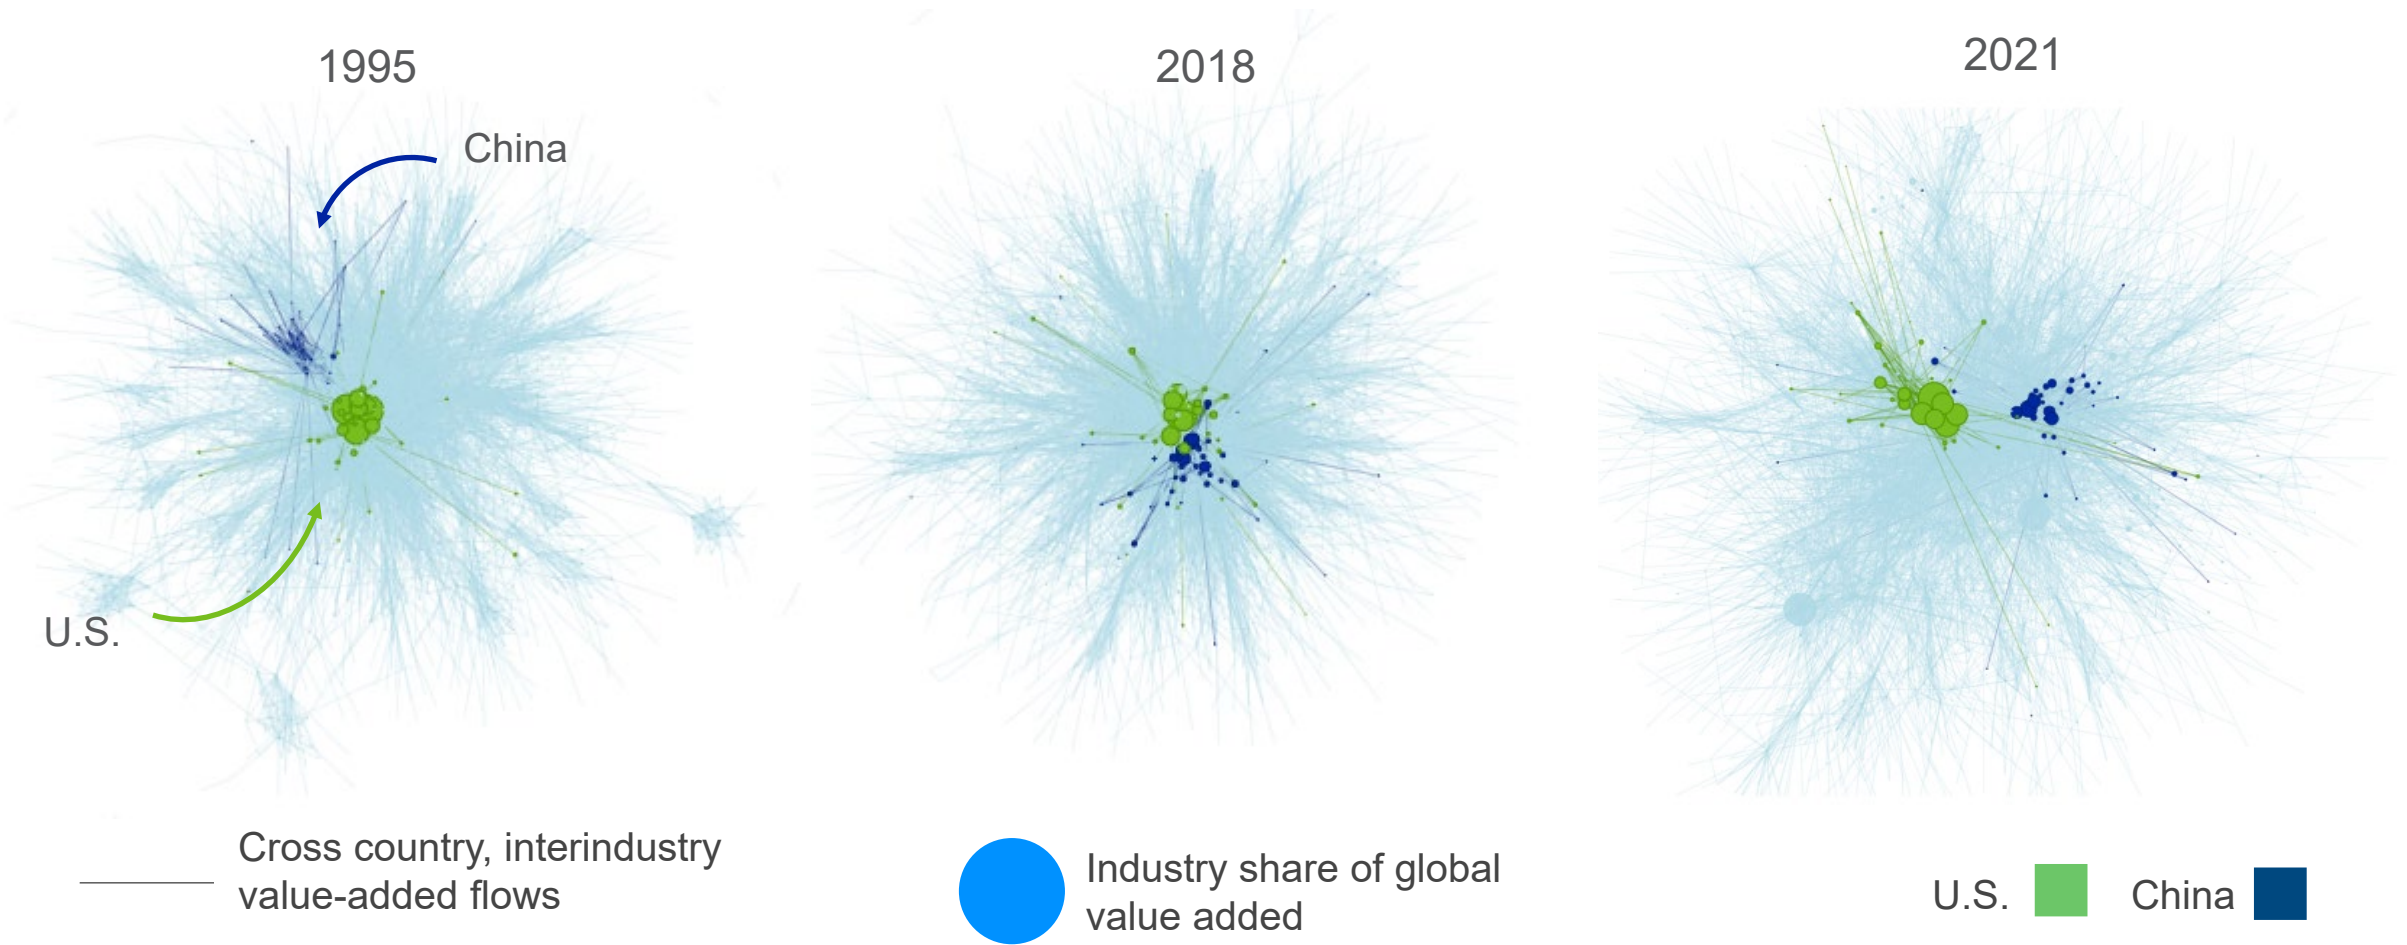 1995
2018
2021
China
U.S.
Cross country, interindustry
value-added flows
Industry share of global
value added
U.S.
China